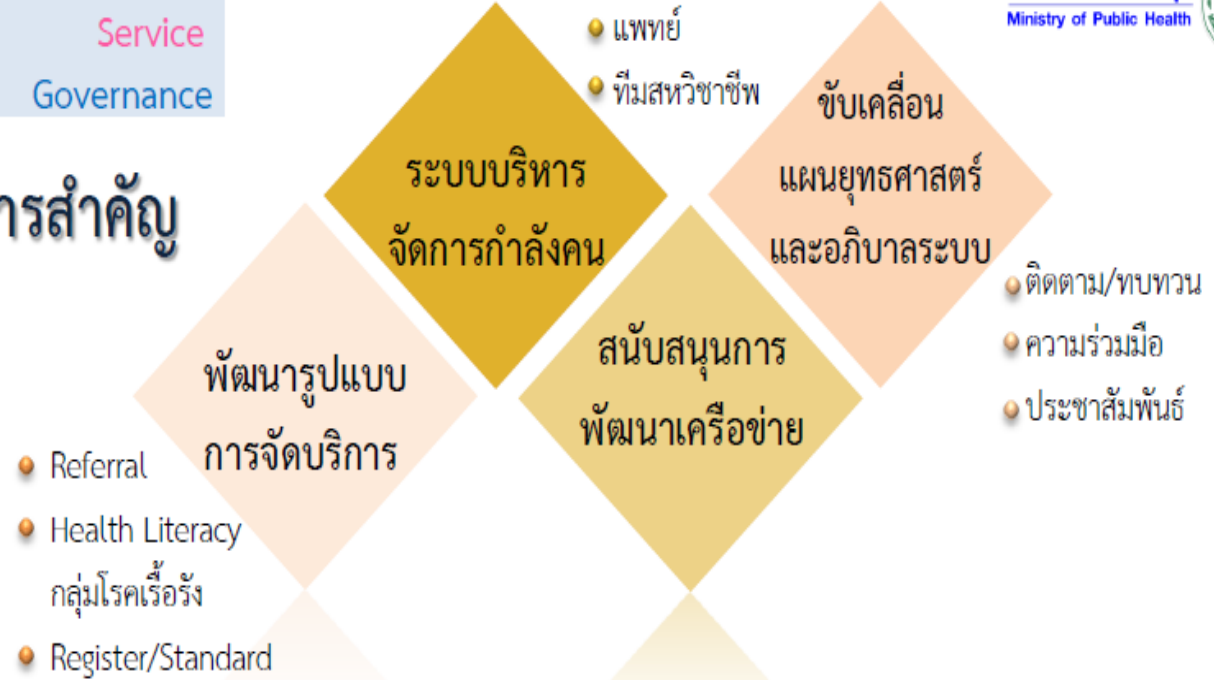 Service
Governance
Ministry of Public Health
แพทย์
ทีมสหวิชาชีพ
ระบบบริหาร
จัดการกำลังคน
ขับเคลื่อน
แผนยุทธศาสตร์
และอภิบาลระบบ
ติดตาม/ทบทวน
ความร่วมมือ
ประชาสัมพันธ์
พัฒนารูปแบบ
การจัดบริการ
สนับสนุนการ
พัฒนาเครือข่าย
Referral
Health Literacy
กลุ่มโรคเรื้อรัง
Register/Standard